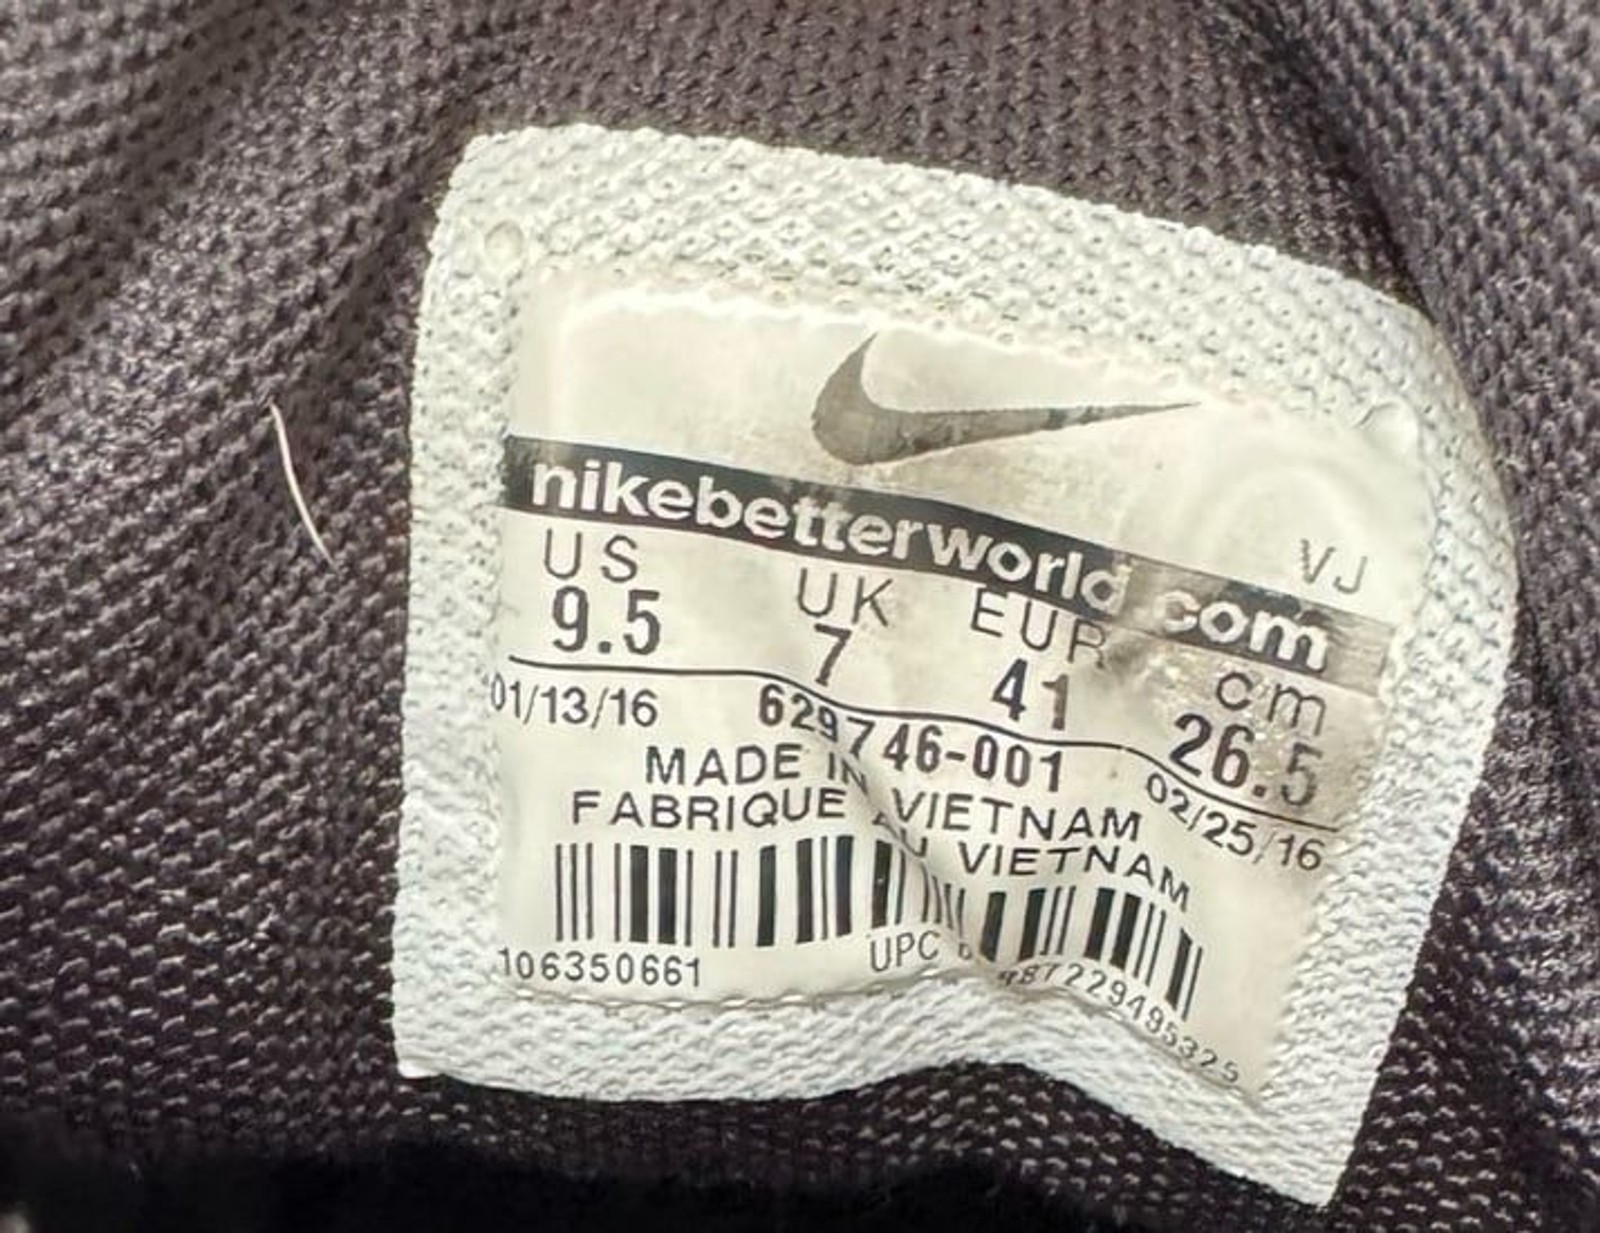 nikebetterworld.com
VJ
US UK EUR cm
9.5 7 41 26.5
01/13/16 629746-001 02/25/16
MADE IN VIETNAM
FABRIQUE AU VIETNAM
106350661 UPC